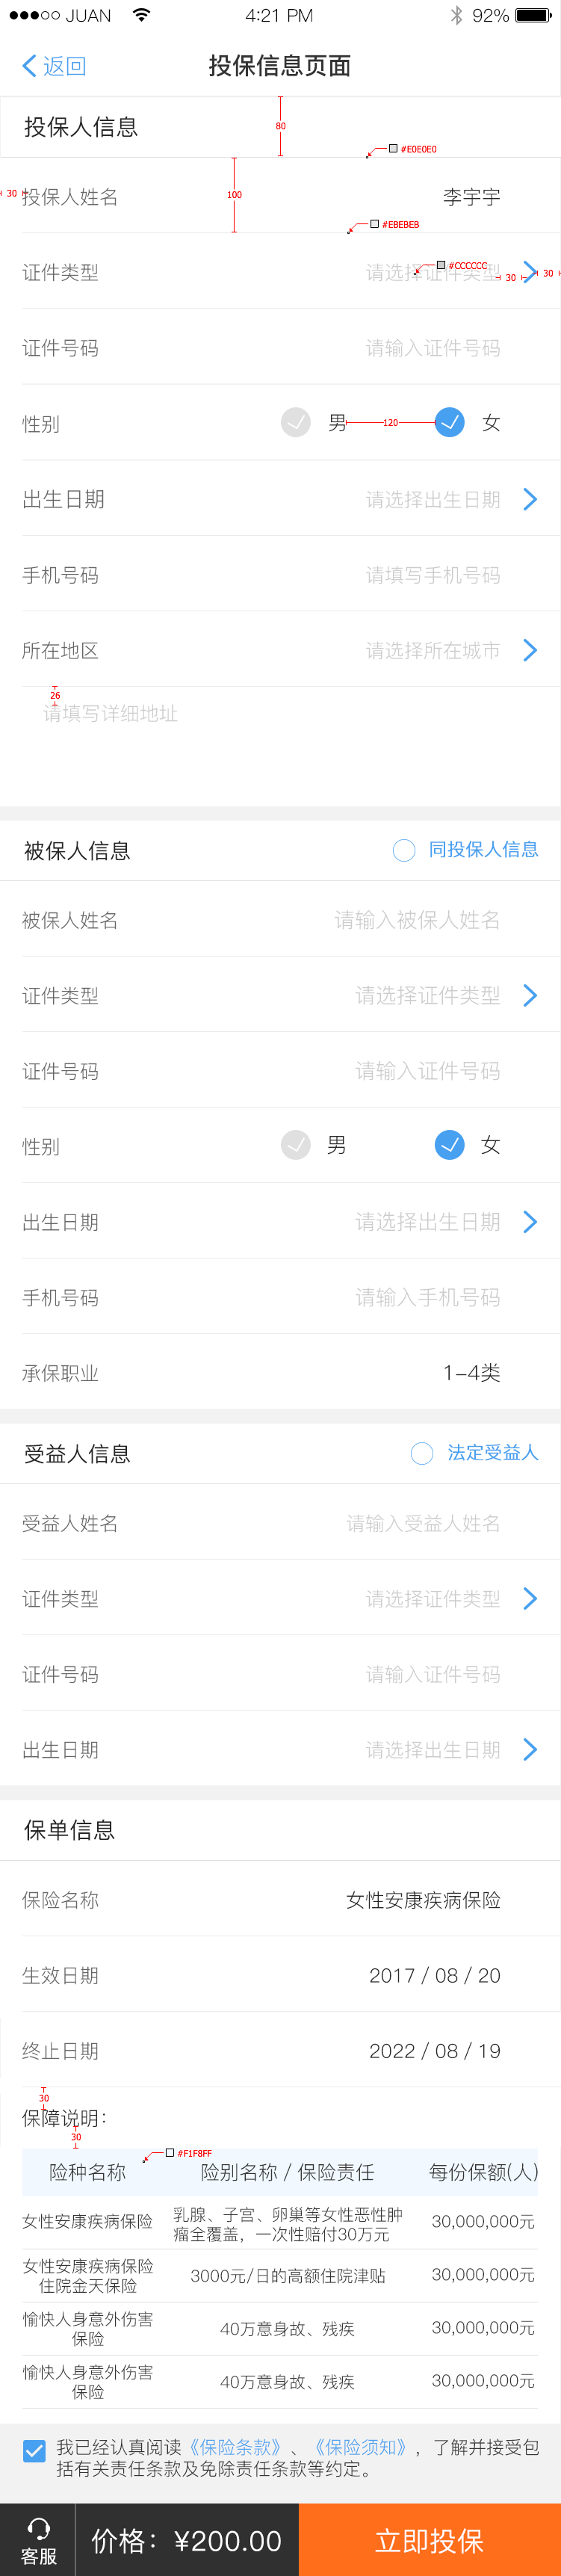 JUAN 4:21 PM 92%
返回 投保信息页面
投保人信息
80
#E0E0E0
30 投保人姓名 100 李宇宇
#EBEBEB
证件类型 请选择证件类型 #CCCCCC 30 30
证件号码 请输入证件号码
性别 男 120 女
出生日期 请选择出生日期
手机号码 请填写手机号码
所在地区 请选择所在城市
26
请填写详细地址
被保人信息 同投保人信息
被保人姓名 请输入被保人姓名
证件类型 请选择证件类型
证件号码 请输入证件号码
性别 男 女
出生日期 请选择出生日期
手机号码 请输入手机号码
承保职业 1-4类
受益人信息 法定受益人
受益人姓名 请输入受益人姓名
证件类型 请选择证件类型
证件号码 请输入证件号码
出生日期 请选择出生日期
保单信息
保险名称 女性安康疾病保险
生效日期 2017 / 08 / 20
终止日期 2022 / 08 / 19
30
保障说明：
30
#F1F8FF
险种名称 险别名称 / 保险责任 每份保额(人)
女性安康疾病保险 乳腺、子宫、卵巢等女性恶性肿 30,000,000元
瘤全覆盖，一次性赔付30万元
女性安康疾病保险 3000元/日的高额住院津贴 30,000,000元
住院金天保险
愉快人身意外伤害 40万意身故、残疾 30,000,000元
保险
愉快人身意外伤害 40万意身故、残疾 30,000,000元
保险
我已经认真阅读《保险条款》、《保险须知》，了解并接受包
括有关责任条款及免除责任条款等约定。
客服 价格：¥200.00 立即投保